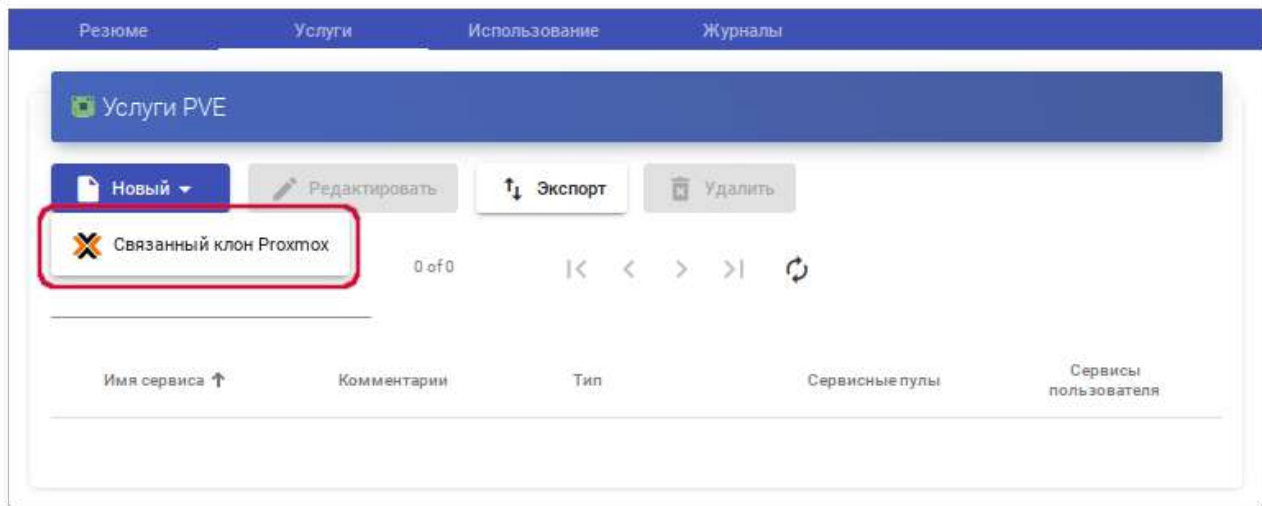 Резюме Услуги Использование Журналы
Услуги PVE
Новый Редактировать Экспорт Удалить
Связанный клон Proxmox
0 of 0
Имя сервиса Комментарии Тип Сервисные пулы Сервисы
пользователя